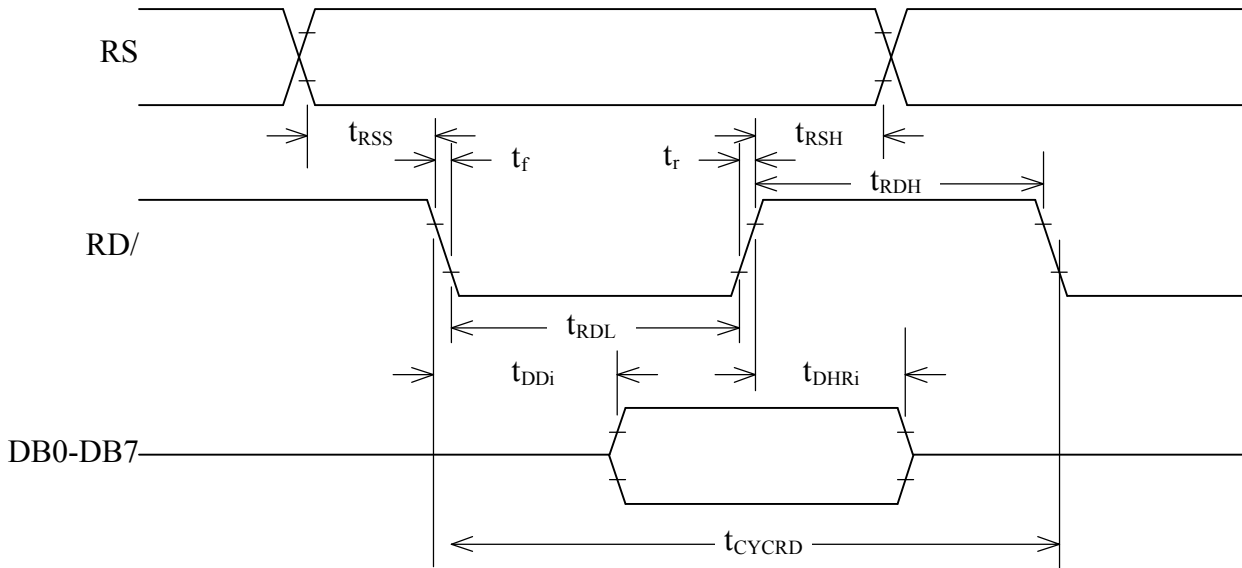 RS
tRSS
tRSH
tf
tr
tRDH
RD/
tRDL
tDDi
tDHRi
DB0-DB7
tCYCRD